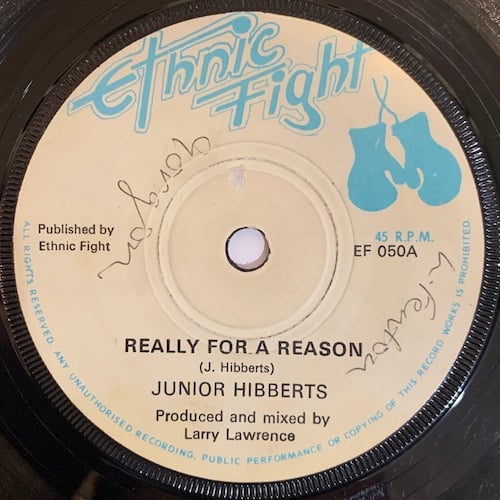 Ethnic
Fight
Published by
Ethnic Fight
45 R.P.M.
EF 050A
REALLY FOR A REASON
(J. Hibberts)
JUNIOR HIBBERTS
Produced and mixed by
Larry Lawrence
ALL RIGHTS RESERVED. ANY UNAUTHORISED RECORDING, PUBLIC PERFORMANCE OR COPYING OF THIS RECORD WORKS IS PROHIBITED.